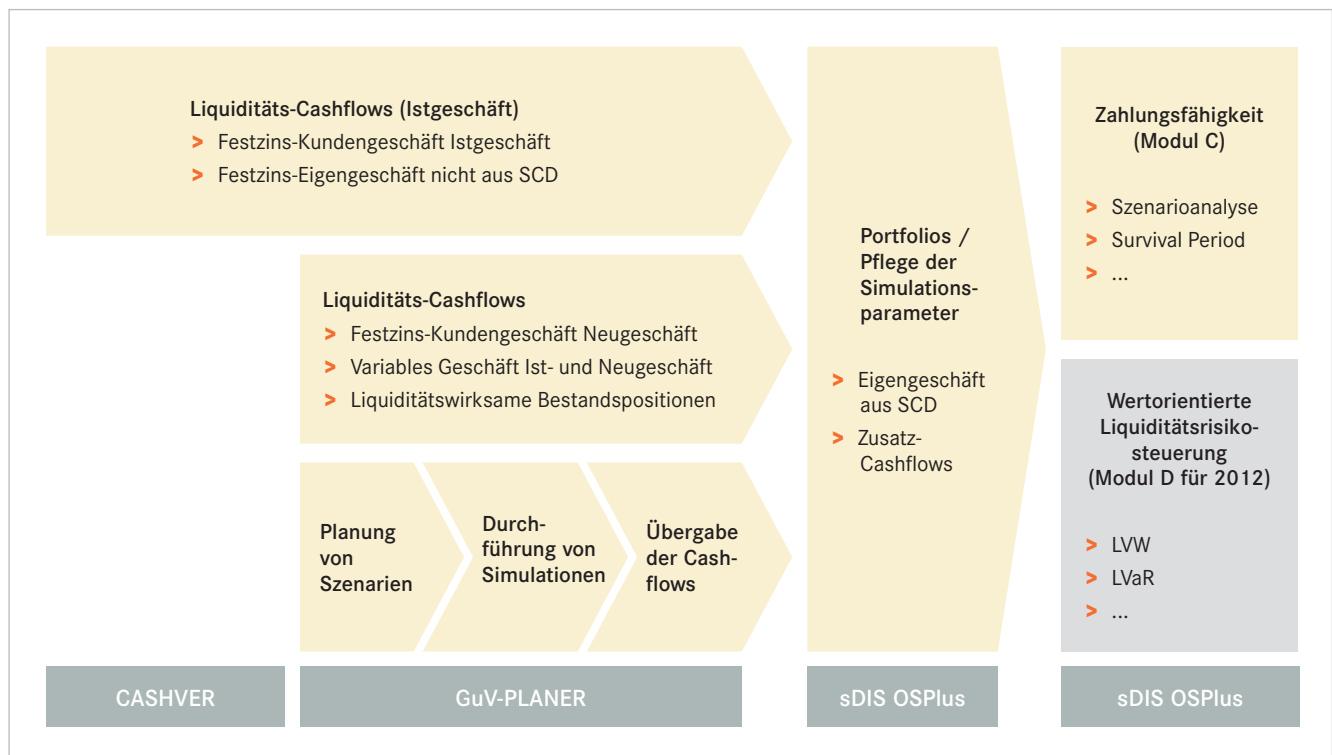 Liquiditäts-Cashflows (Istgeschäft)
> Festzins-Kundengeschäft Istgeschäft
> Festzins-Eigengeschäft nicht aus SCD
Liquiditäts-Cashflows
> Festzins-Kundengeschäft Neugeschäft
> Variables Geschäft Ist- und Neugeschäft
> Liquiditätswirksame Bestandspositionen
Planung
von
Szenarien
Durch-
führung von
Simulationen
Übergabe
der Cash-
flows
Portfolios /
Pflege der
Simulations-
parameter
> Eigengeschäft
aus SCD
> Zusatz-
Cashflows
Zahlungsfähigkeit
(Modul C)
> Szenarioanalyse
> Survival Period
> ...
Wertorientierte
Liquiditätsrisiko-
steuerung
(Modul D für 2012)
> LVW
> LVaR
> ...
CASHVER
GuV-PLANER
sDIS OSPlus
sDIS OSPlus